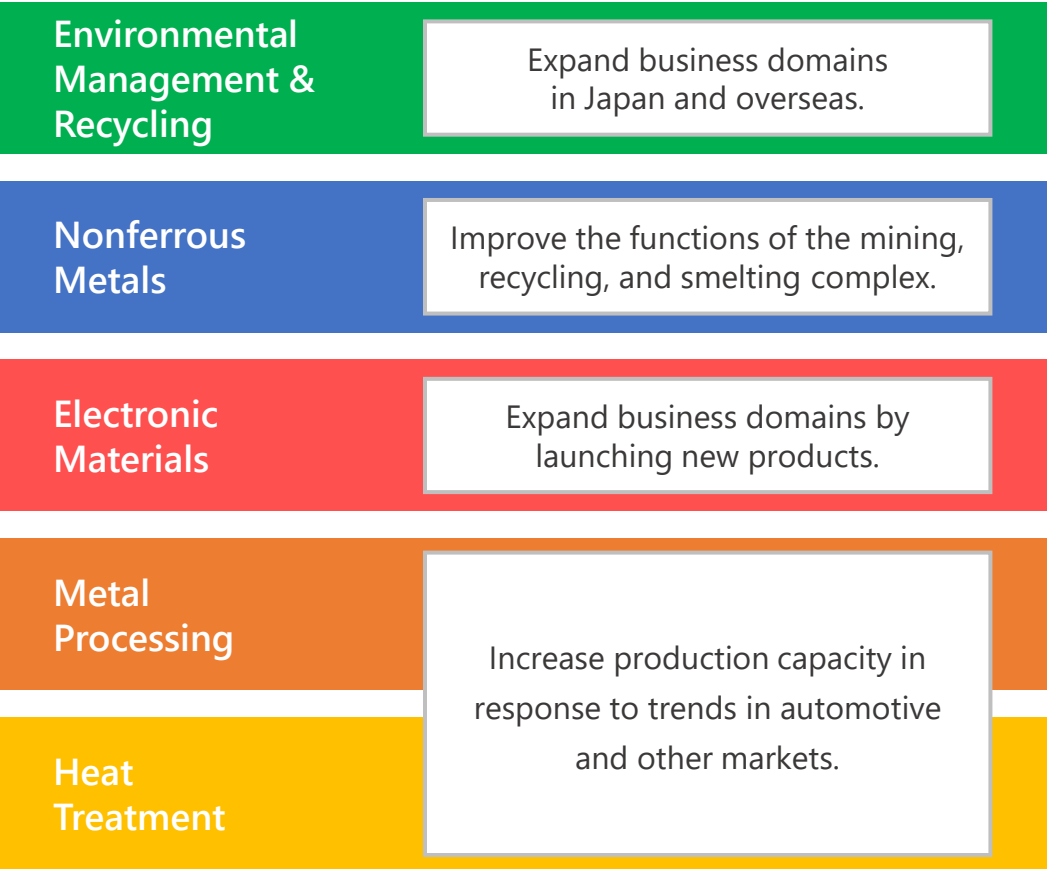 Environmental
Management &
Recycling
Expand business domains
in Japan and overseas.
Nonferrous
Metals
Improve the functions of the mining,
recycling, and smelting complex.
Electronic
Materials
Expand business domains by
launching new products.
Metal
Processing
Heat
Treatment
Increase production capacity in
response to trends in automotive
and other markets.